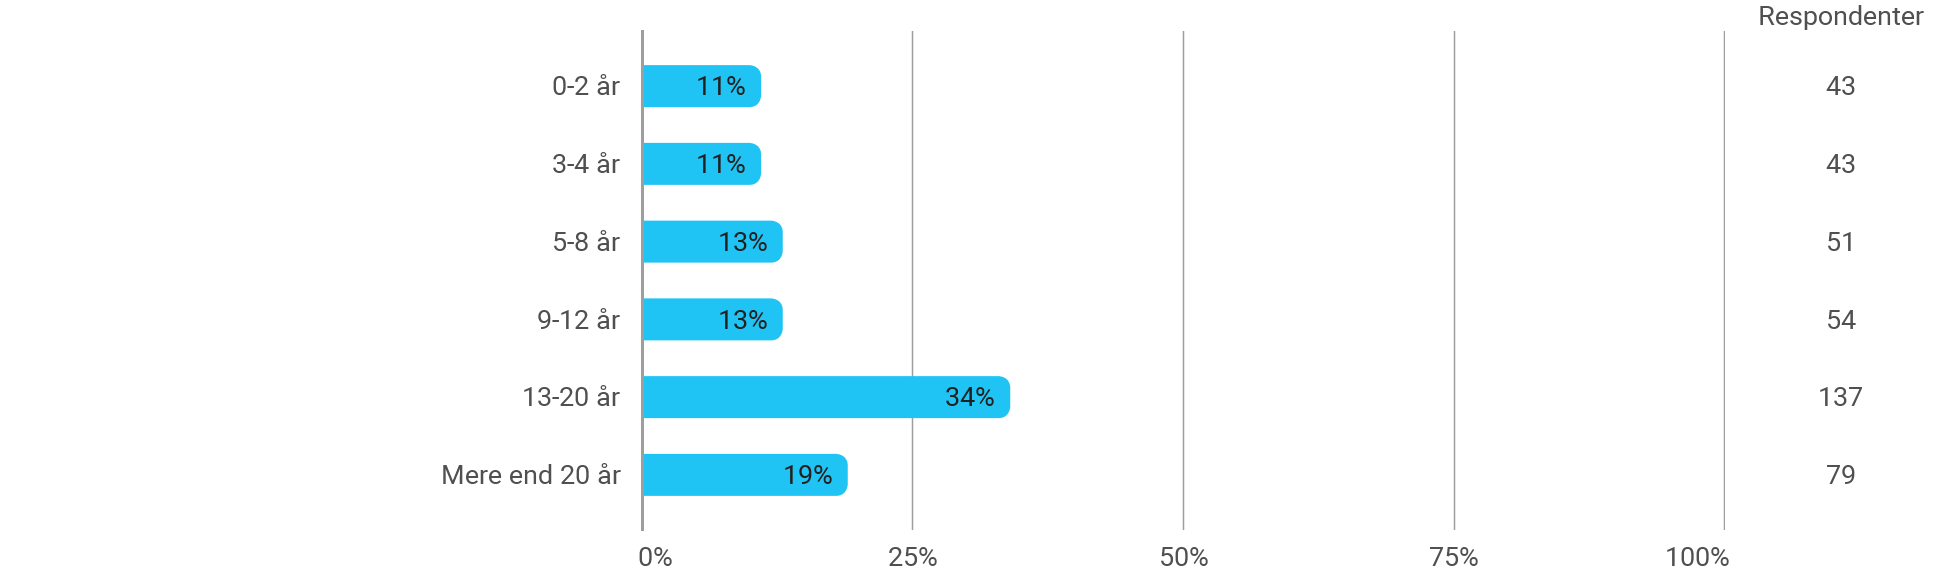 Respondenter
0-2 år 11% 43
3-4 år 11% 43
5-8 år 13% 51
9-12 år 13% 54
13-20 år 34% 137
Mere end 20 år 19% 79
0% 25% 50% 75% 100%